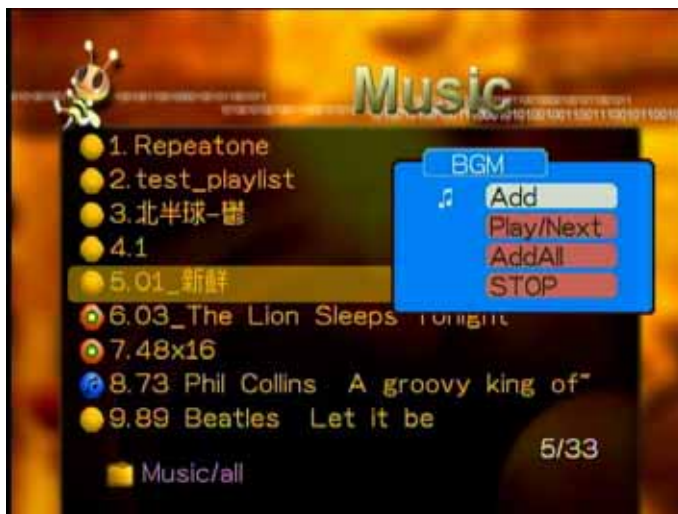 Music
1. Repeatone
2. test_playlist
3. 北半球-鬱
4. 1
5. 01_新鮮
6. 03_The Lion Sleeps Tonight
7. 48x16
8. 73 Phil Collins A groovy king of~
9. 89 Beatles Let it be
5/33
Music/all
BGM
Add
Play/Next
AddAll
STOP